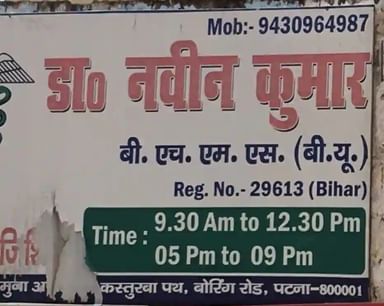 Mob:- 9430964987
डा० नवीन कुमार
बी. एच. एम. एस. (बी.यू.)
Reg. No.- 29613 (Bihar)
Time : 9.30 Am to 12.30 Pm
05 Pm to 09 Pm
कस्तुरबा पथ, बोरिंग रोड, पटना-800001